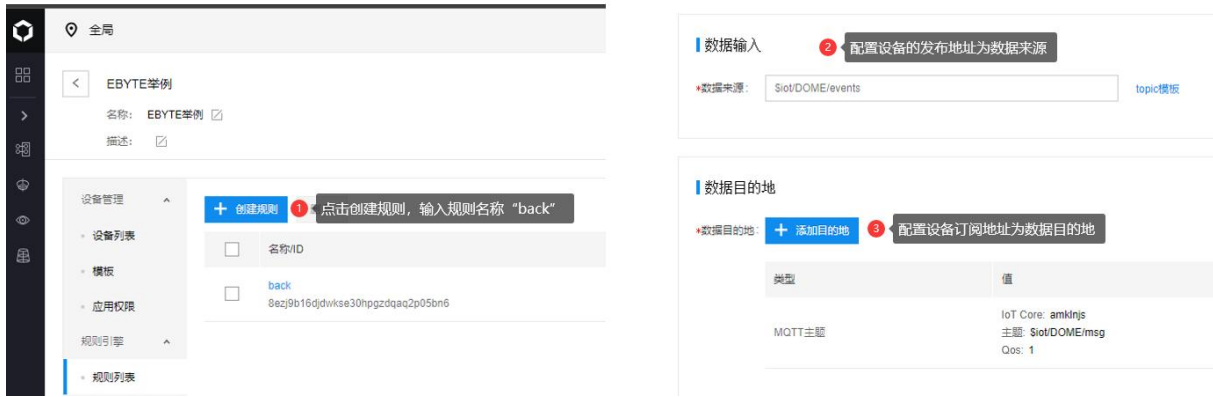 全局
EBYTE举例
名称： EBYTE举例
描述：
设备管理
设备列表
模板
应用权限
规则引擎
规则列表
+ 创建规则
1 点击创建规则，输入规则名称“back”
名称/ID
back
8ezj9b16djdwkse30hpgzdqaq2p05bn6
数据输入
2 配置设备的发布地址为数据来源
*数据来源：
$iot/DOME/events
topic模板
数据目的地
*数据目的地：
+ 添加目的地
3 配置设备订阅地址为数据目的地
类型
值
MQTT主题
IoT Core: amklnjs
主题: $iot/DOME/msg
Qos: 1